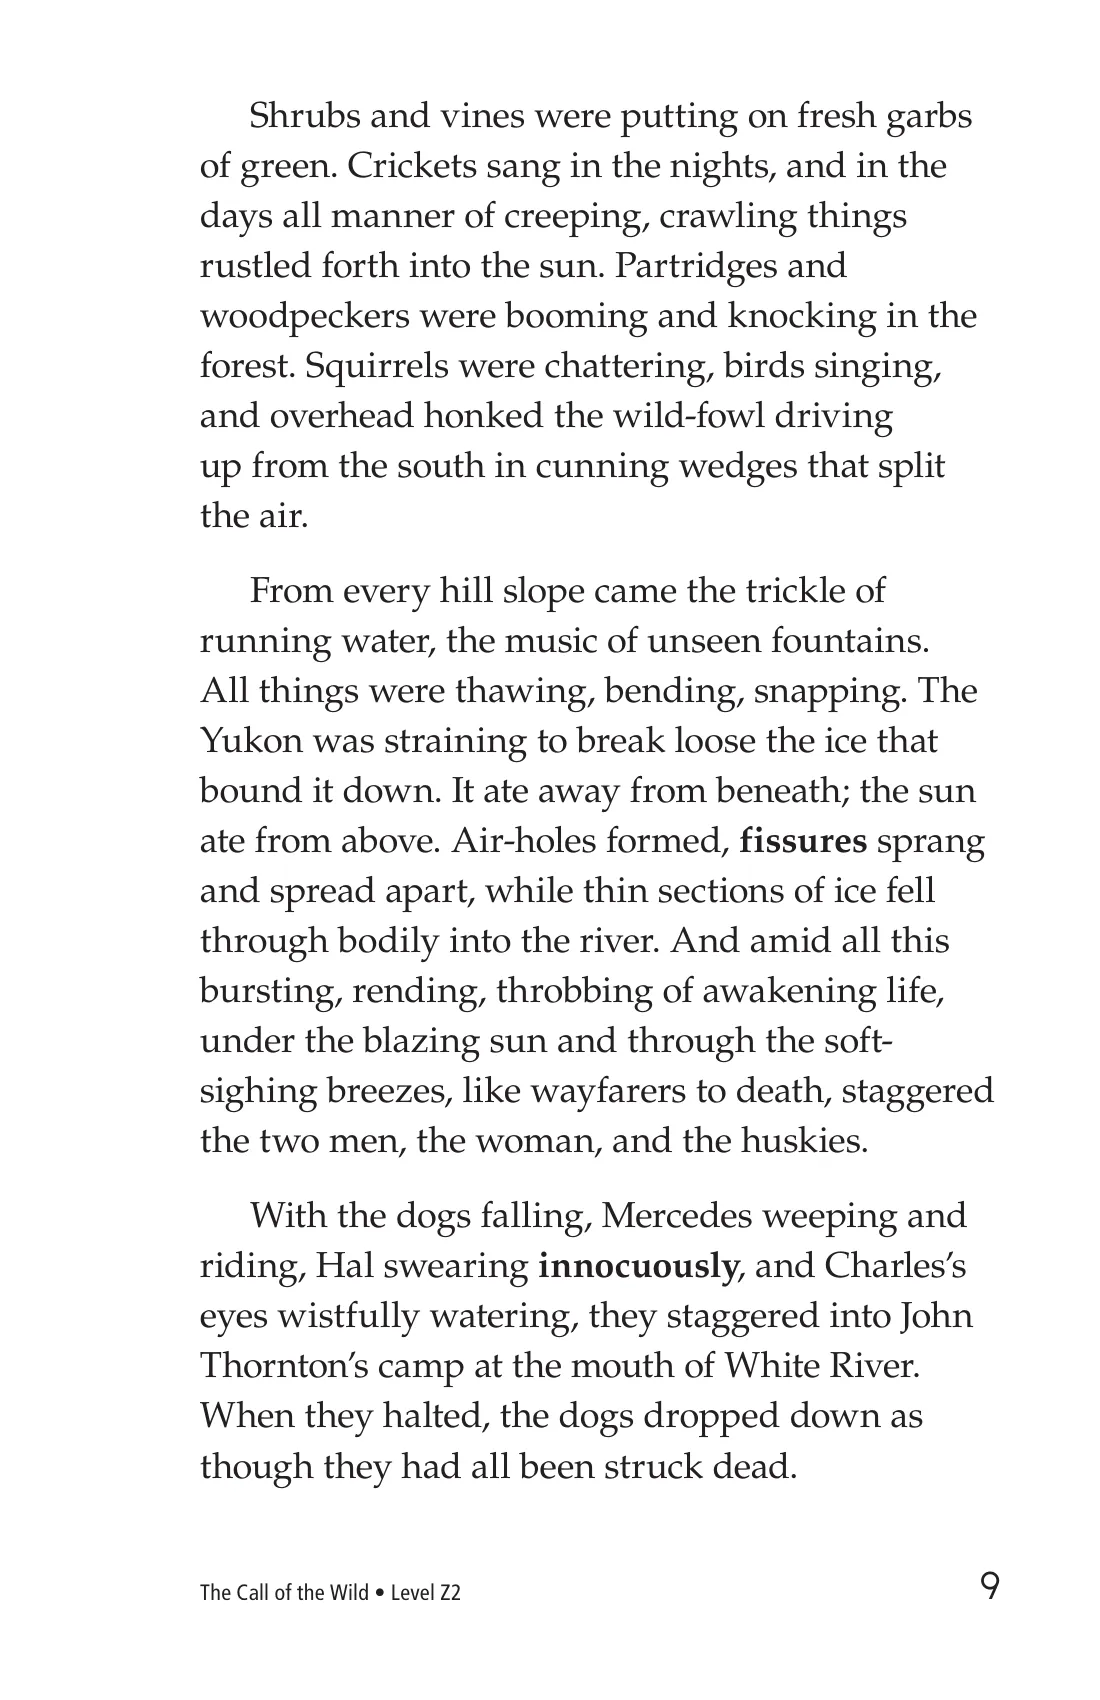 Shrubs and vines were putting on fresh garbs
of green. Crickets sang in the nights, and in the
days all manner of creeping, crawling things
rustled forth into the sun. Partridges and
woodpeckers were booming and knocking in the
forest. Squirrels were chattering, birds singing,
and overhead honked the wild-fowl driving
up from the south in cunning wedges that split
the air.
From every hill slope came the trickle of
running water, the music of unseen fountains.
All things were thawing, bending, snapping. The
Yukon was straining to break loose the ice that
bound it down. It ate away from beneath; the sun
ate from above. Air-holes formed, fissures sprang
and spread apart, while thin sections of ice fell
through bodily into the river. And amid all this
bursting, rending, throbbing of awakening life,
under the blazing sun and through the soft-
sighing breezes, like wayfarers to death, staggered
the two men, the woman, and the huskies.
With the dogs falling, Mercedes weeping and
riding, Hal swearing innocuously, and Charles’s
eyes wistfully watering, they staggered into John
Thornton’s camp at the mouth of White River.
When they halted, the dogs dropped down as
though they had all been struck dead.
The Call of the Wild • Level Z2
9